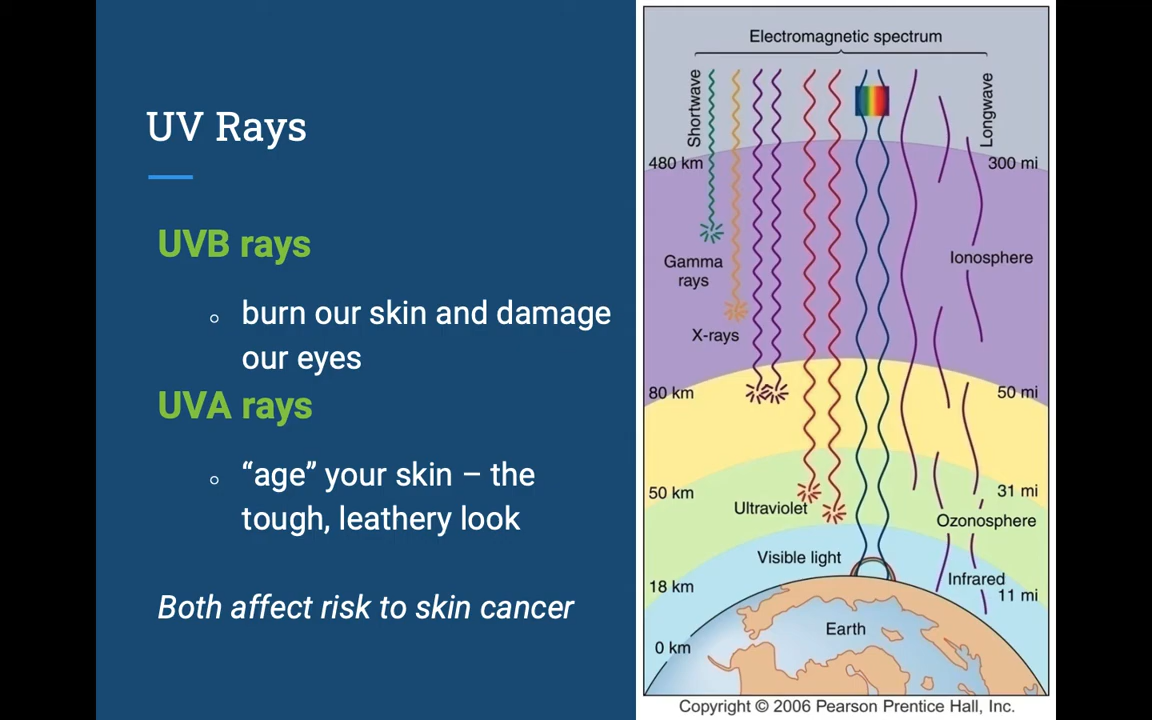 UV Rays
UVB rays
burn our skin and damage
our eyes
UVA rays
“age” your skin – the
tough, leathery look
Both affect risk to skin cancer
Electromagnetic spectrum
Shortwave
Longwave
480 km
300 mi
Gamma
rays
Ionosphere
X-rays
80 km
50 mi
50 km
31 mi
Ultraviolet
Ozonosphere
Visible light
Infrared
18 km
11 mi
Earth
0 km
Copyright © 2006 Pearson Prentice Hall, Inc.